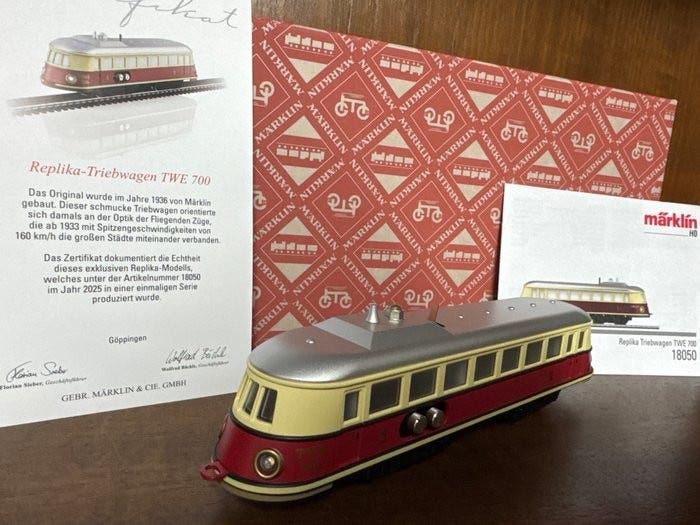 fikat
Replika-Triebwagen TWE 700
Das Original wurde im Jahre 1936 von Märklin
gebaut. Dieser schmucke Triebwagen orientierte
sich damals an der Optik der Fliegenden Züge,
die ab 1933 mit Spitzengeschwindigkeiten von
160 km/h die großen Städte miteinander verbanden.
Das Zertifikat dokumentiert die Echtheit
dieses exklusiven Replika-Modells,
welches unter der Artikelnummer 18050
im Jahr 2025 in einer einmaligen Serie
produziert wurde.
Göppingen
Florian Sieber, Geschäftsführer
Wolfrad Bächle, Geschäftsführer
GEBR. MÄRKLIN & CIE. GMBH
MÄRKLIN
märklin
H0
Replika Triebwagen TWE 700
18050